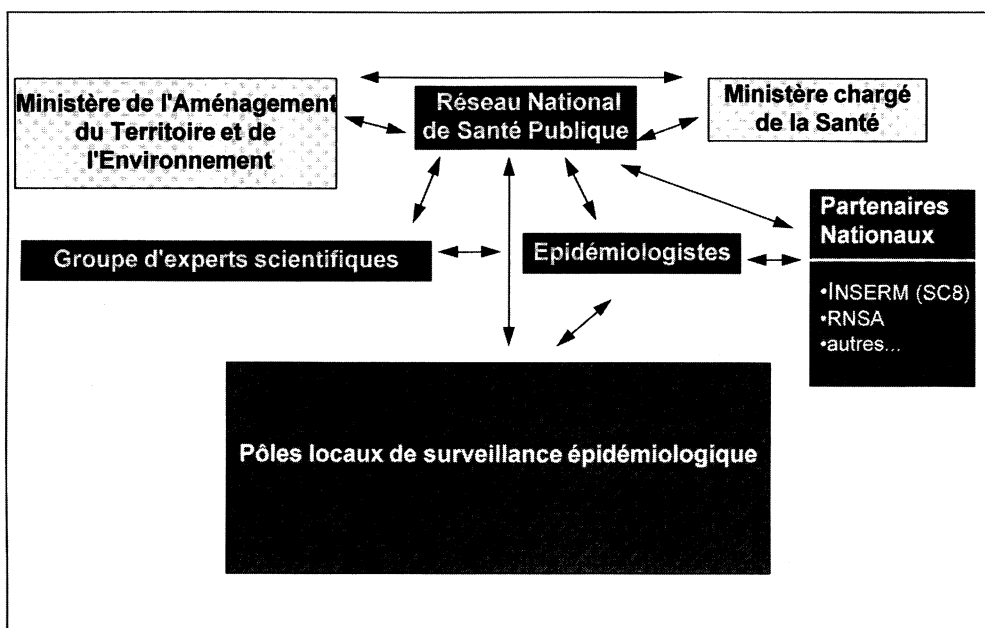 Ministère de l'Aménagement
du Territoire et de
l'Environnement
Réseau National
de Santé Publique
Ministère chargé
de la Santé
Partenaires
Nationaux
Groupe d'experts scientifiques
Epidémiologistes
•INSERM (SC8)
•RNSA
•autres...
Pôles locaux de surveillance épidémiologique